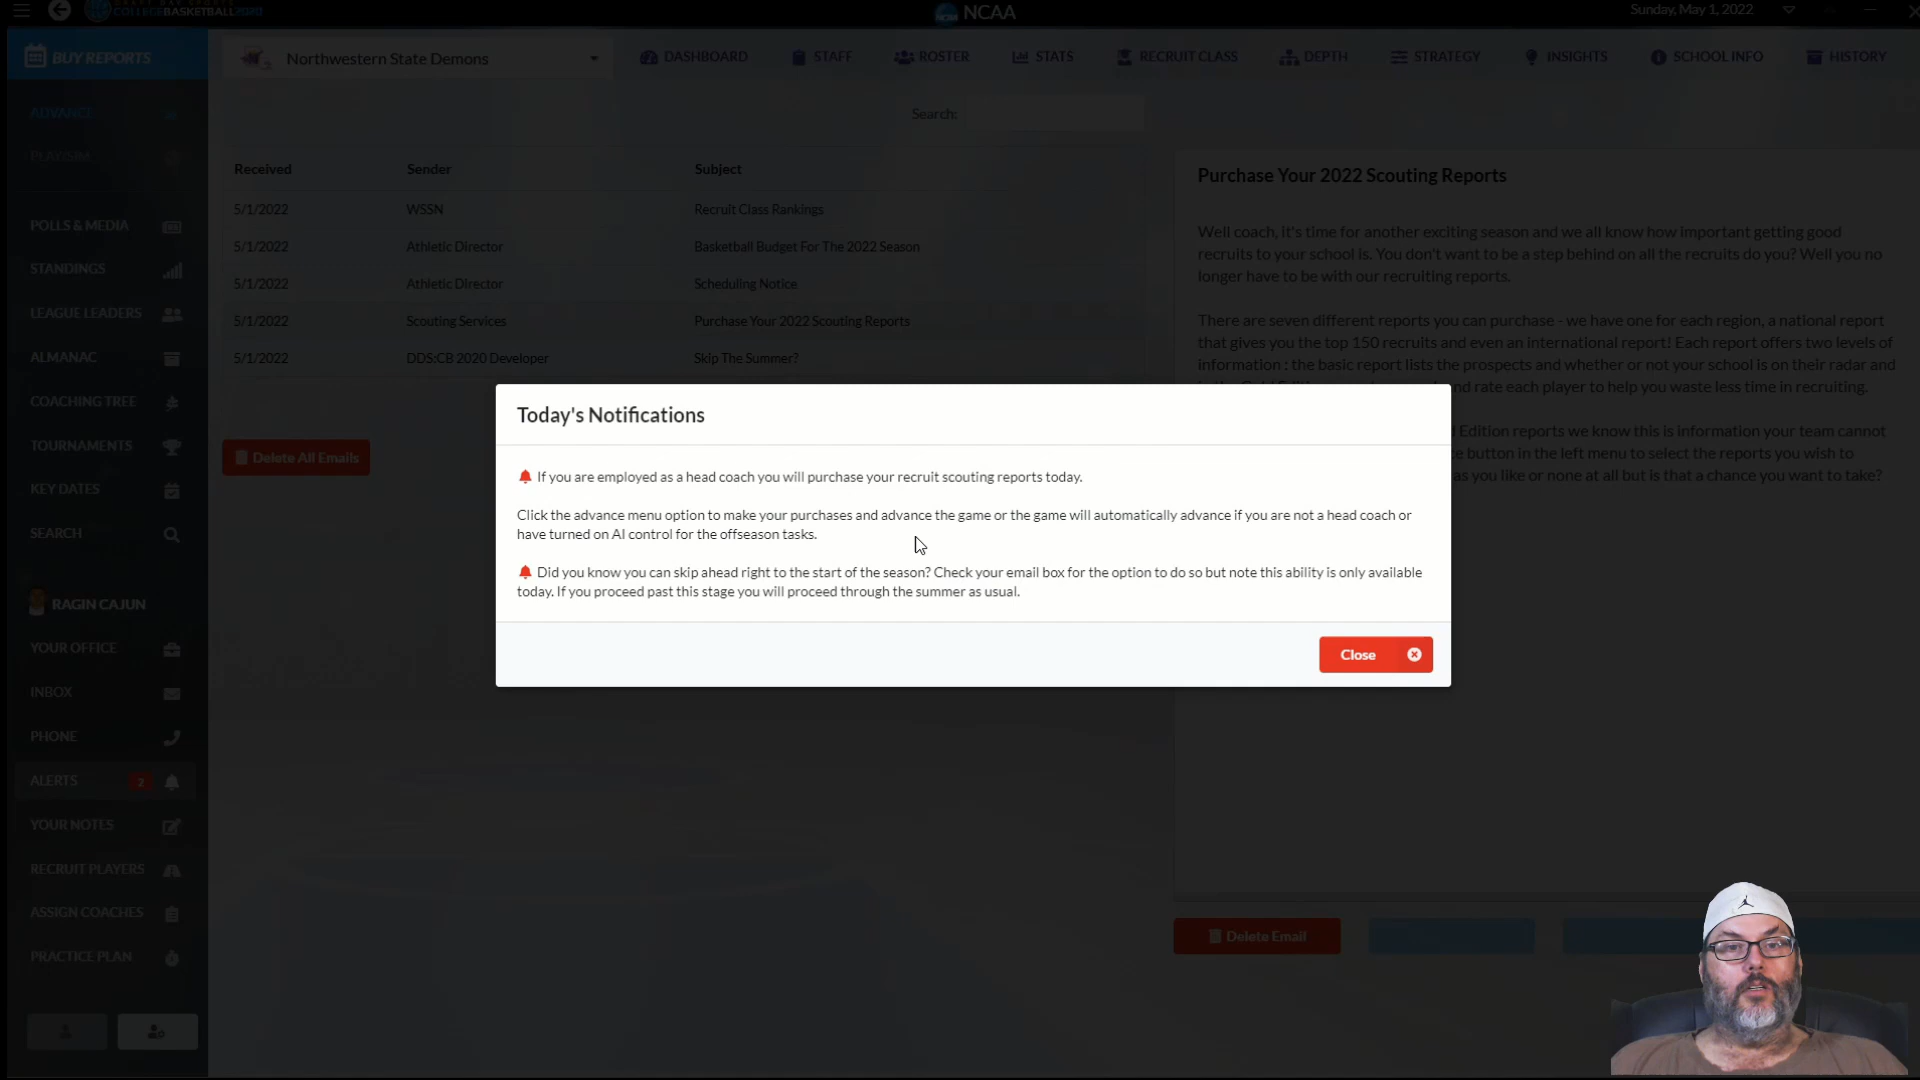 COLLEGE BASKETBALL 2020
NCAA
Sunday, May 1, 2022
BUY REPORTS
Northwestern State Demons
DASHBOARD
STAFF
ROSTER
STATS
RECRUIT CLASS
DEPTH
STRATEGY
INSIGHTS
SCHOOL INFO
HISTORY
ADVANCE
PLAY/SIM
POLLS & MEDIA
STANDINGS
LEAGUE LEADERS
ALMANAC
COACHING TREE
TOURNAMENTS
KEY DATES
SEARCH
RAGIN CAJUN
YOUR OFFICE
INBOX
PHONE
ALERTS 2
YOUR NOTES
RECRUIT PLAYERS
ASSIGN COACHES
PRACTICE PLAN
Search:
Received Sender Subject
5/1/2022 WSSN Recruit Class Rankings
5/1/2022 Athletic Director Basketball Budget For The 2022 Season
5/1/2022 Athletic Director Scheduling Notice
5/1/2022 Scouting Services Purchase Your 2022 Scouting Reports
5/1/2022 DDS:CB 2020 Developer Skip The Summer?
Delete All Emails
Purchase Your 2022 Scouting Reports
Well coach, it's time for another exciting season and we all know how important getting good
recruits to your school is. You don't want to be a step behind on all the recruits do you? Well you no
longer have to be with our recruiting reports.
There are seven different reports you can purchase - we have one for each region, a national report
that gives you the top 150 recruits and even an international report! Each report offers two levels of
information : the basic report lists the prospects and whether or not your school is on their radar and
nd rate each player to help you waste less time in recruiting.
Edition reports we know this is information your team cannot
ce button in the left menu to select the reports you wish to
as you like or none at all but is that a chance you want to take?
Today's Notifications
If you are employed as a head coach you will purchase your recruit scouting reports today.
Click the advance menu option to make your purchases and advance the game or the game will automatically advance if you are not a head coach or
have turned on AI control for the offseason tasks.
Did you know you can skip ahead right to the start of the season? Check your email box for the option to do so but note this ability is only available
today. If you proceed past this stage you will proceed through the summer as usual.
Close
Delete Email